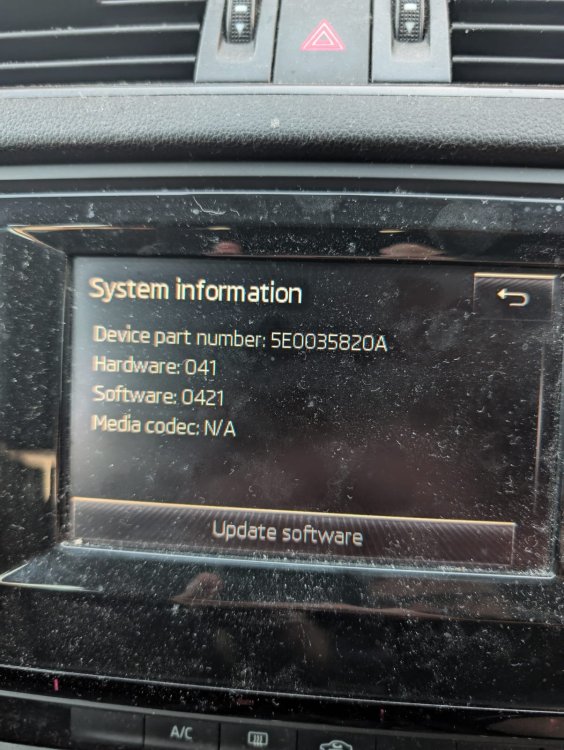 System information
Device part number: 5E0035820A
Hardware: 041
Software: 0421
Media codec: N/A
Update software
A/C